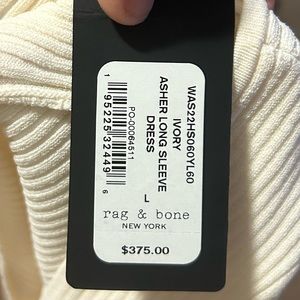 WAS22HS060YL60
IVORY
ASHER LONG SLEEVE
DRESS
L
PO-00064511
1 95225 32449 6
rag & bone
NEW YORK
$375.00